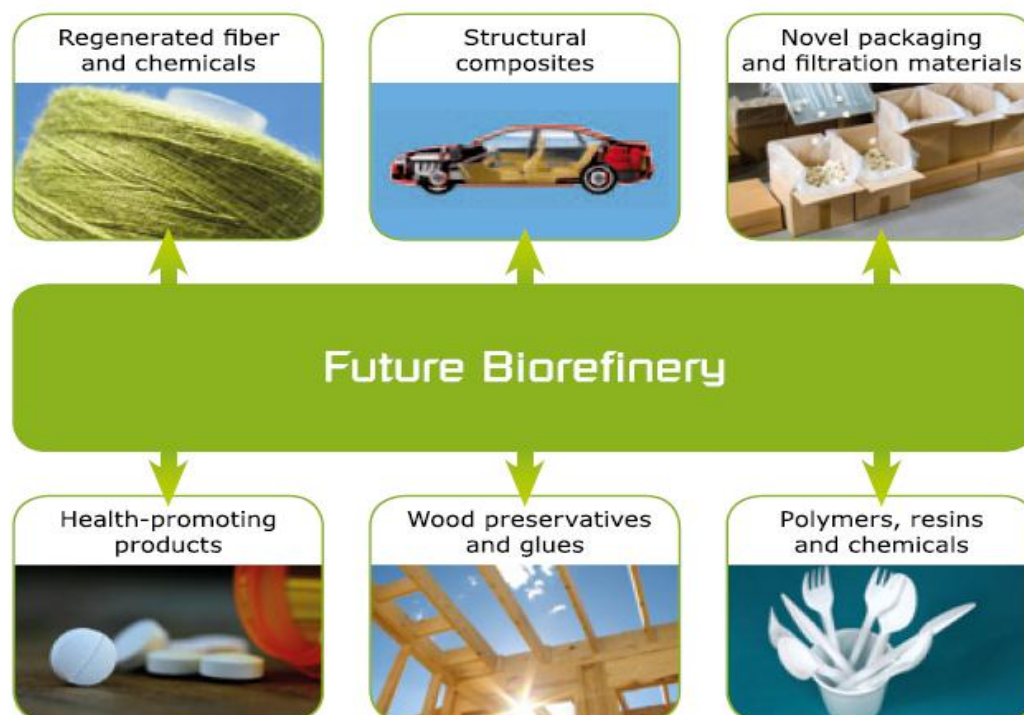 Regenerated fiber
and chemicals
Structural
composites
Novel packaging
and filtration materials
Future Biorefinery
Health-promoting
products
Wood preservatives
and glues
Polymers, resins
and chemicals